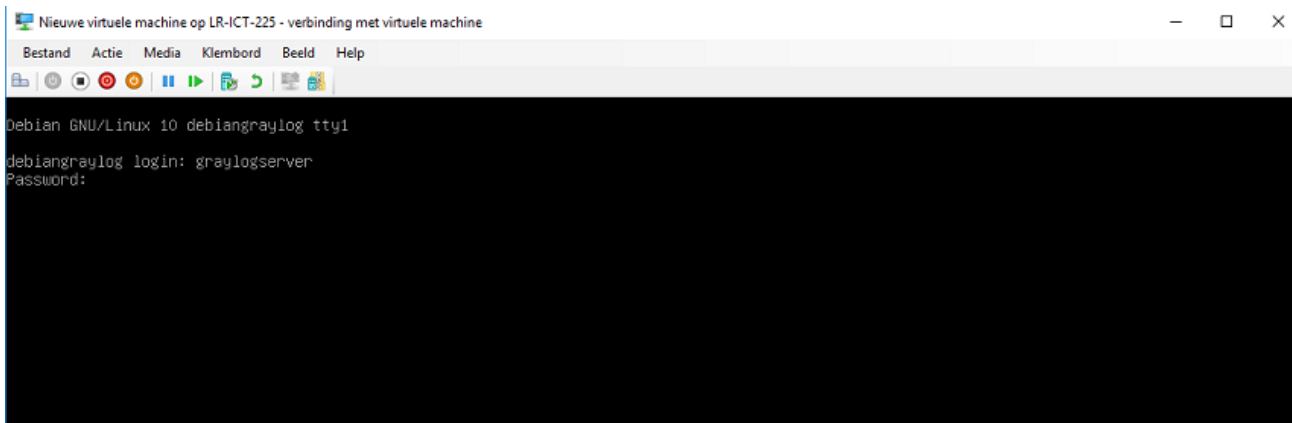 Nieuwe virtuele machine op LR-ICT-225 - verbinding met virtuele machine
Bestand Actie Media Klembord Beeld Help
Debian GNU/Linux 10 debiangraylog tty1
debiangraylog login: graylogserver
Password: